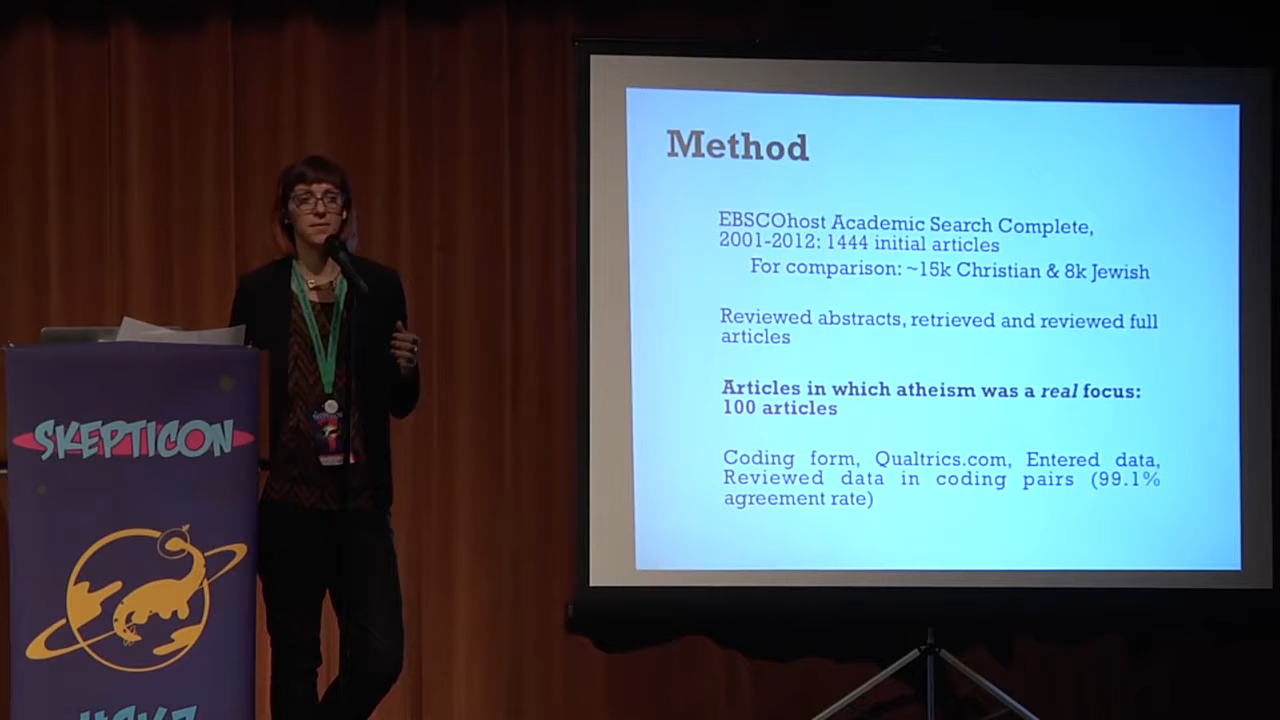 Method
EBSCOhost Academic Search Complete,
2001-2012: 1444 initial articles
For comparison: ~15k Christian & 8k Jewish
Reviewed abstracts, retrieved and reviewed full
articles
Articles in which atheism was a real focus:
100 articles
Coding form, Qualtrics.com, Entered data,
Reviewed data in coding pairs (99.1%
agreement rate)
SKEPTICON